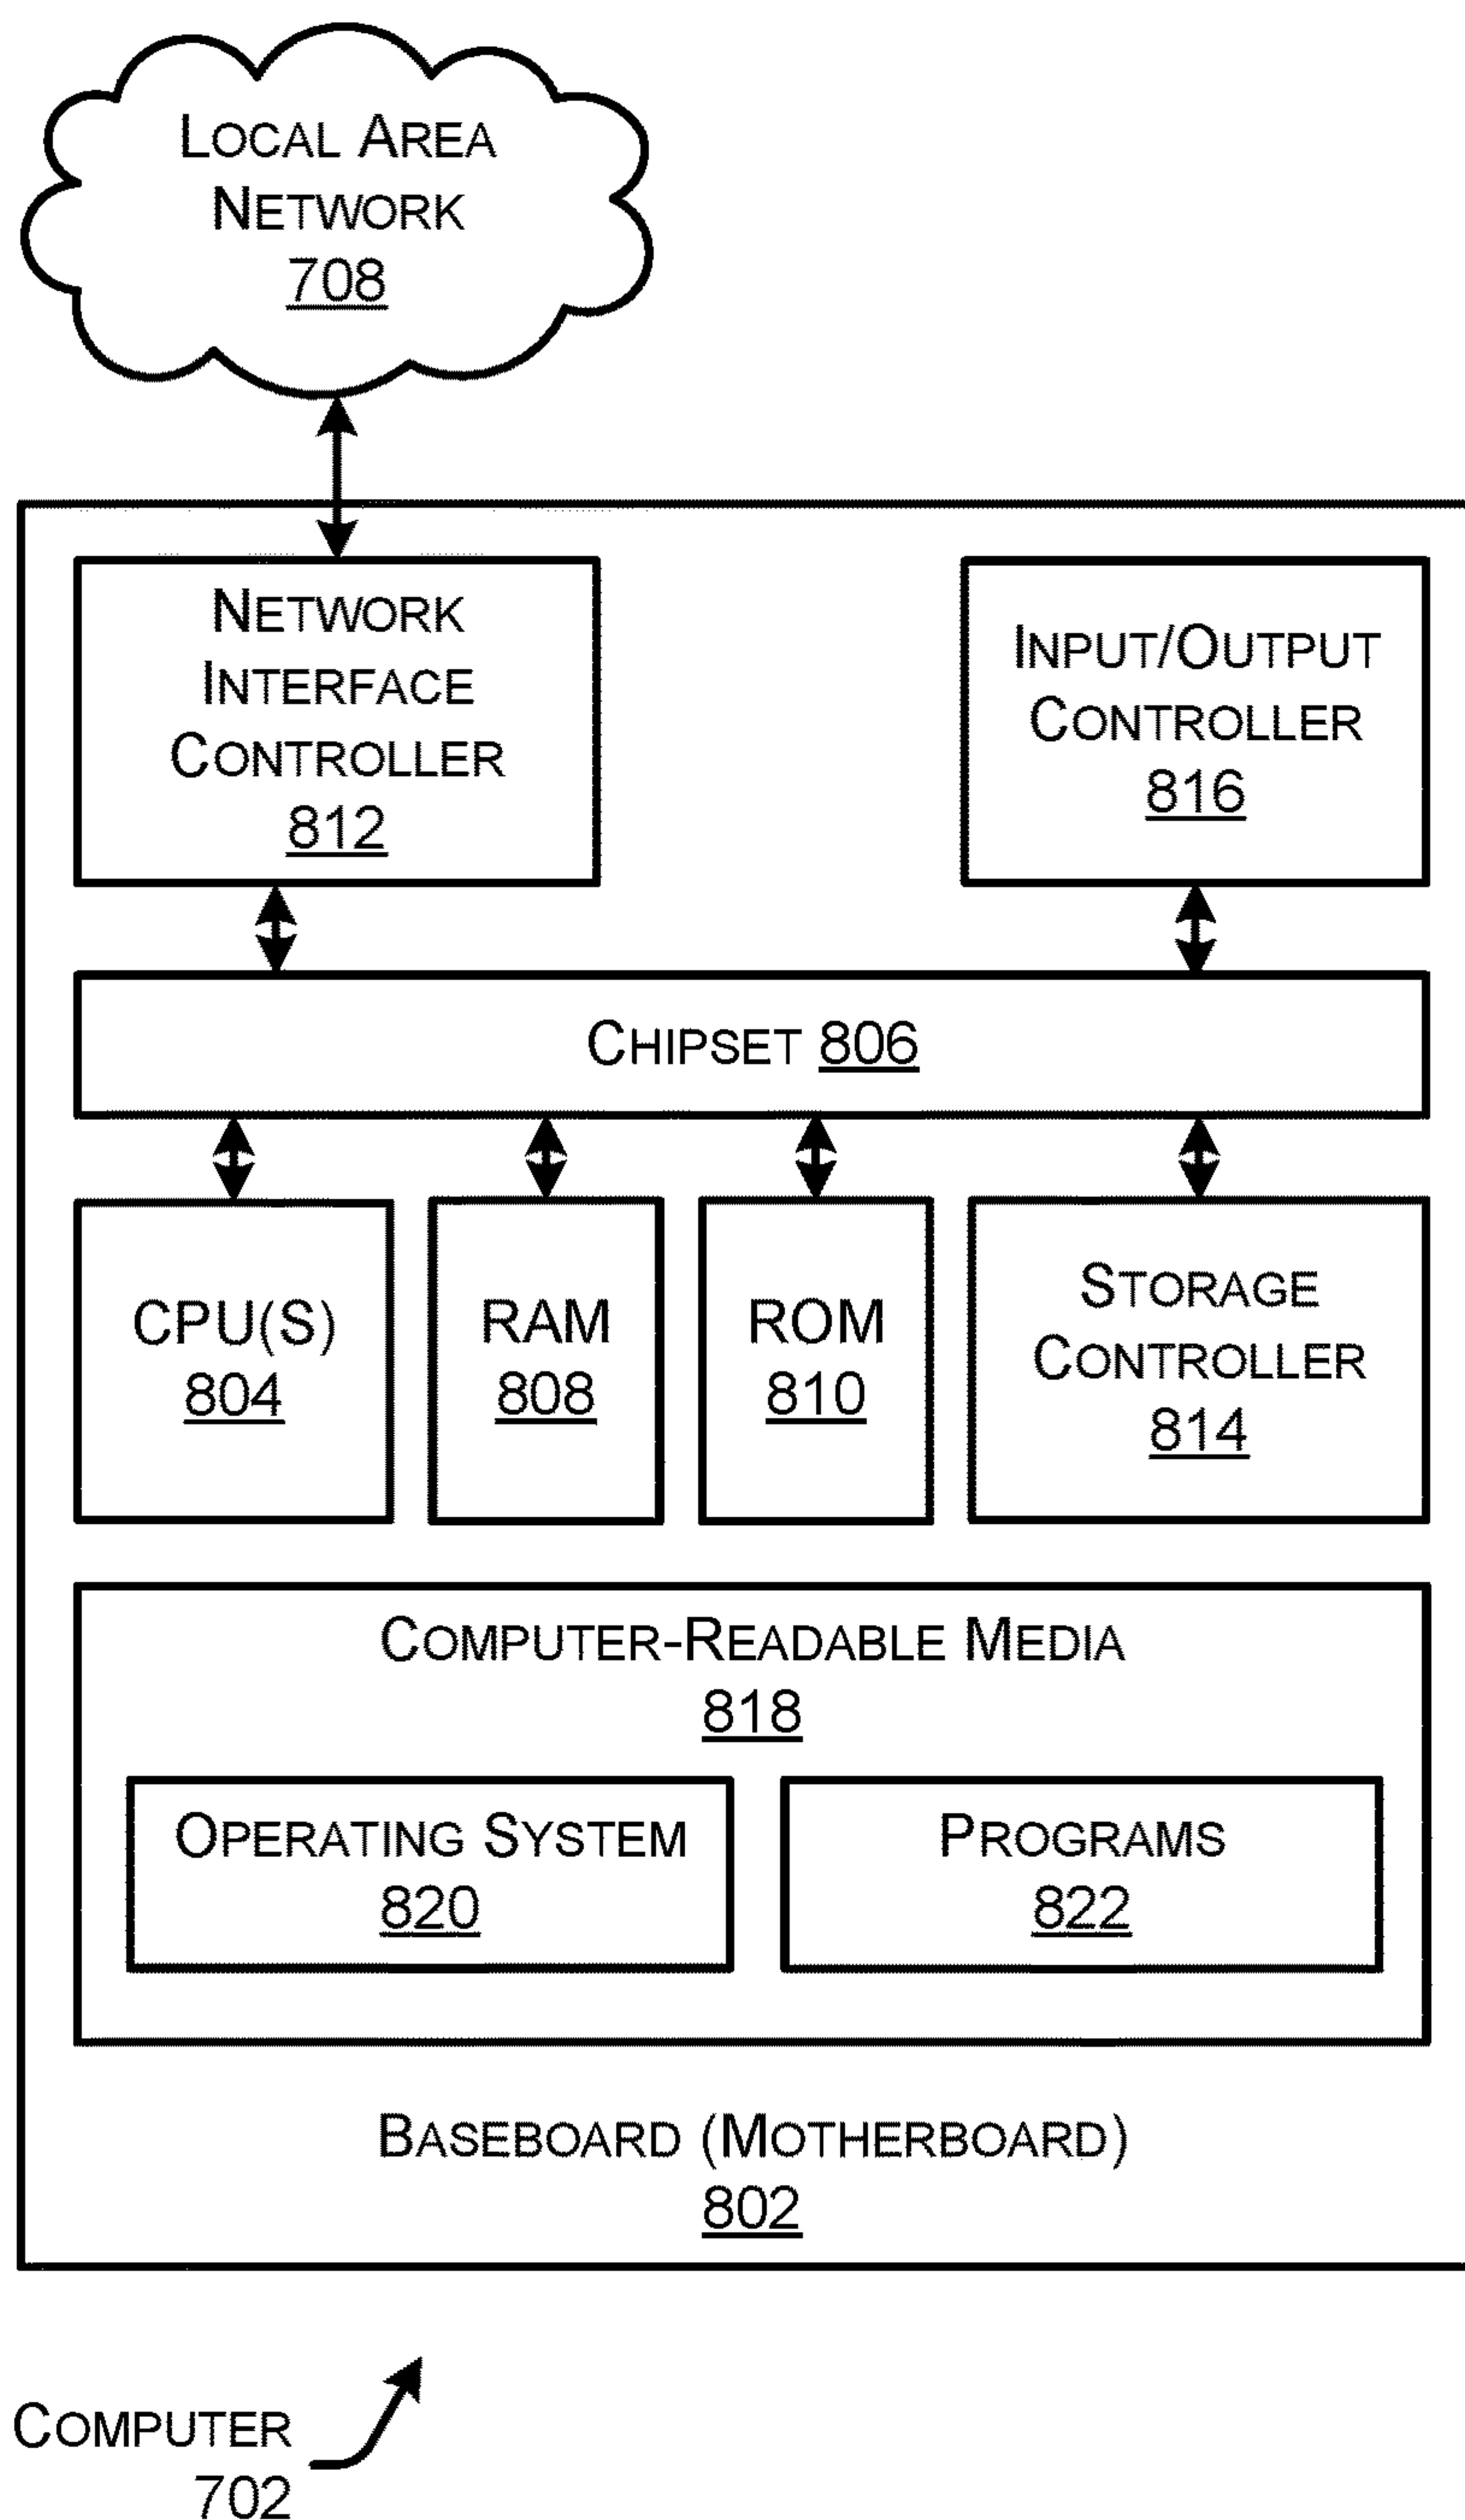 LOCAL AREA
NETWORK
708
NETWORK
INTERFACE
CONTROLLER
812
INPUT/OUTPUT
CONTROLLER
816
CHIPSET 806
CPU(S)
804
RAM
808
ROM
810
STORAGE
CONTROLLER
814
COMPUTER-READABLE MEDIA
818
OPERATING SYSTEM
820
PROGRAMS
822
BASEBOARD (MOTHERBOARD)
802
COMPUTER
702